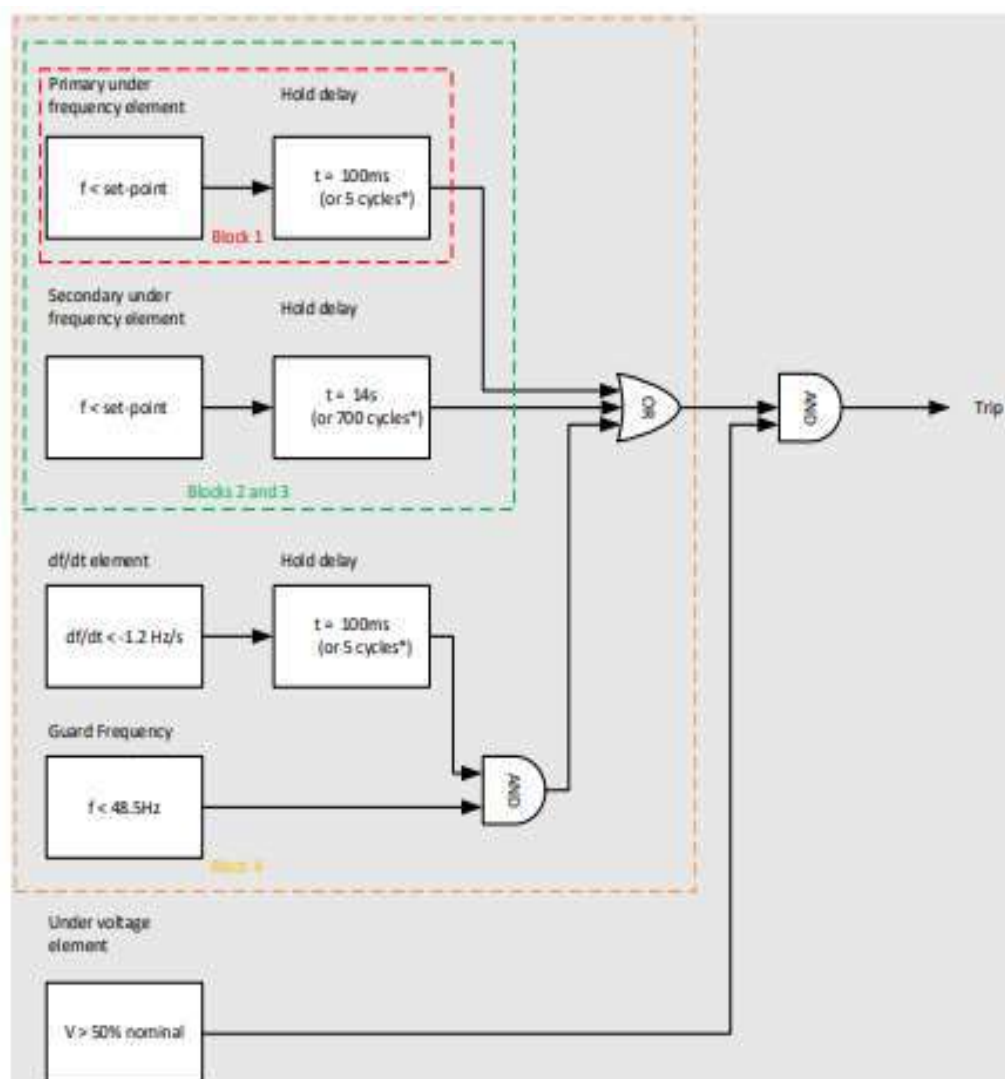 Primary under
frequency element
Hold delay
f < set-point
t = 100ms
(or 5 cycles*)
Block 1
Secondary under
frequency element
Hold delay
f < set-point
t = 14s
(or 700 cycles*)
OR
AND
Trip
Blocks 2 and 3
df/dt element
Hold delay
df/dt < -1.2 Hz/s
t = 100ms
(or 5 cycles*)
Guard Frequency
f < 48.5Hz
AND
Block
Under voltage
element
V > 50% nominal